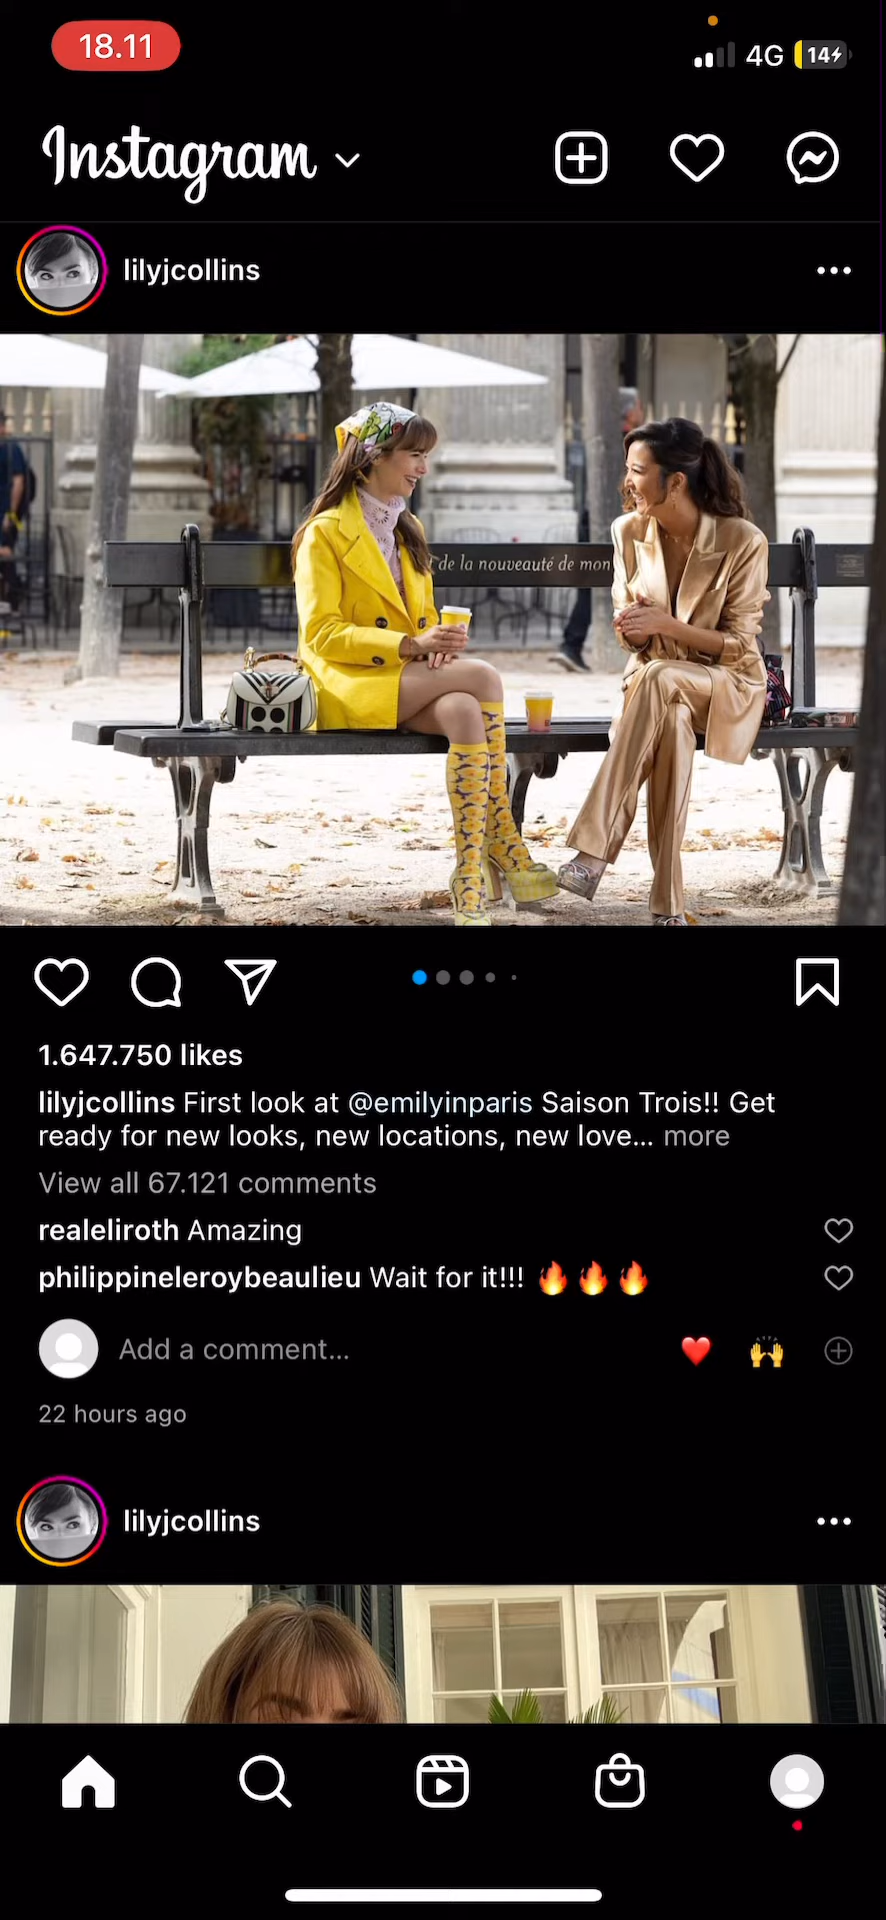 18.11
4G 14
Instagram
lilyjcollins
de la nouveauté de mon
1.647.750 likes
lilyjcollins First look at @emilyinparis Saison Trois!! Get
ready for new looks, new locations, new love... more
View all 67.121 comments
realeliroth Amazing
philippineleroybeaulieu Wait for it!!! 🔥🔥🔥
Add a comment...
22 hours ago
lilyjcollins